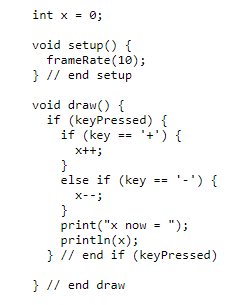 int x = 0;

void setup() {
  frameRate(10);
} // end setup

void draw() {
  if (keyPressed) {
    if (key == '+') {
      x++;
    }
    else if (key == '-') {
      x--;
    }
    print("x now = ");
    println(x);
  } // end if (keyPressed)

} // end draw